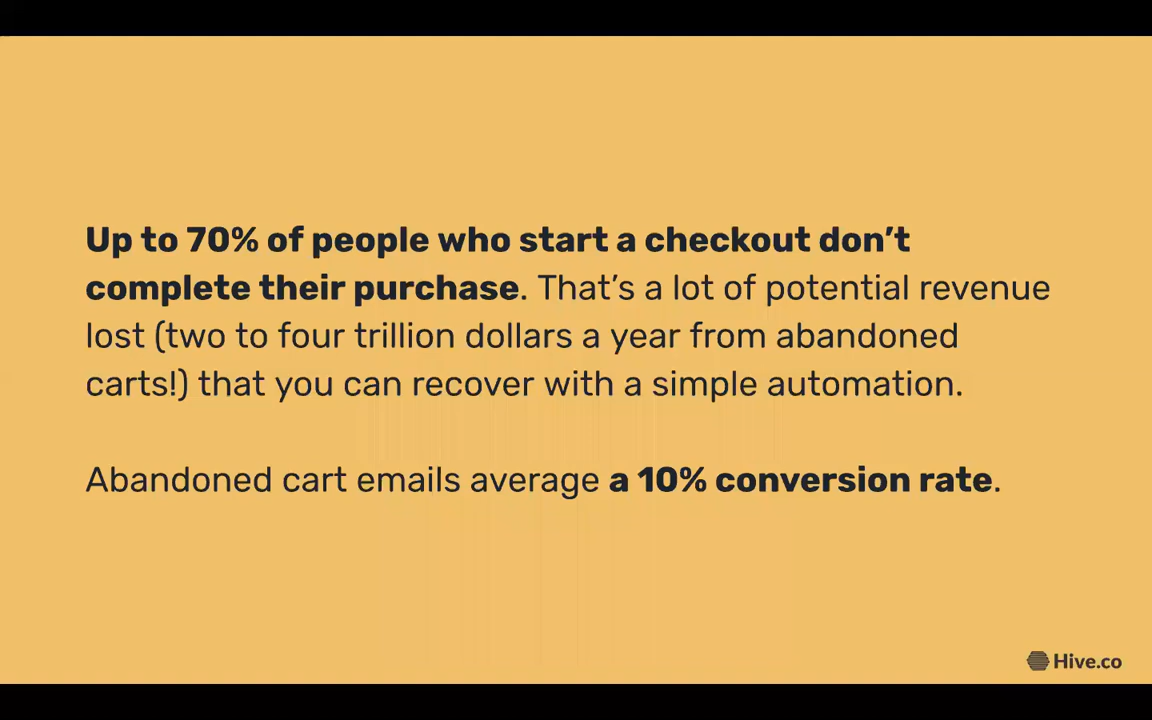 Up to 70% of people who start a checkout don’t
complete their purchase. That’s a lot of potential revenue
lost (two to four trillion dollars a year from abandoned
carts!) that you can recover with a simple automation.
Abandoned cart emails average a 10% conversion rate.
Hive.co